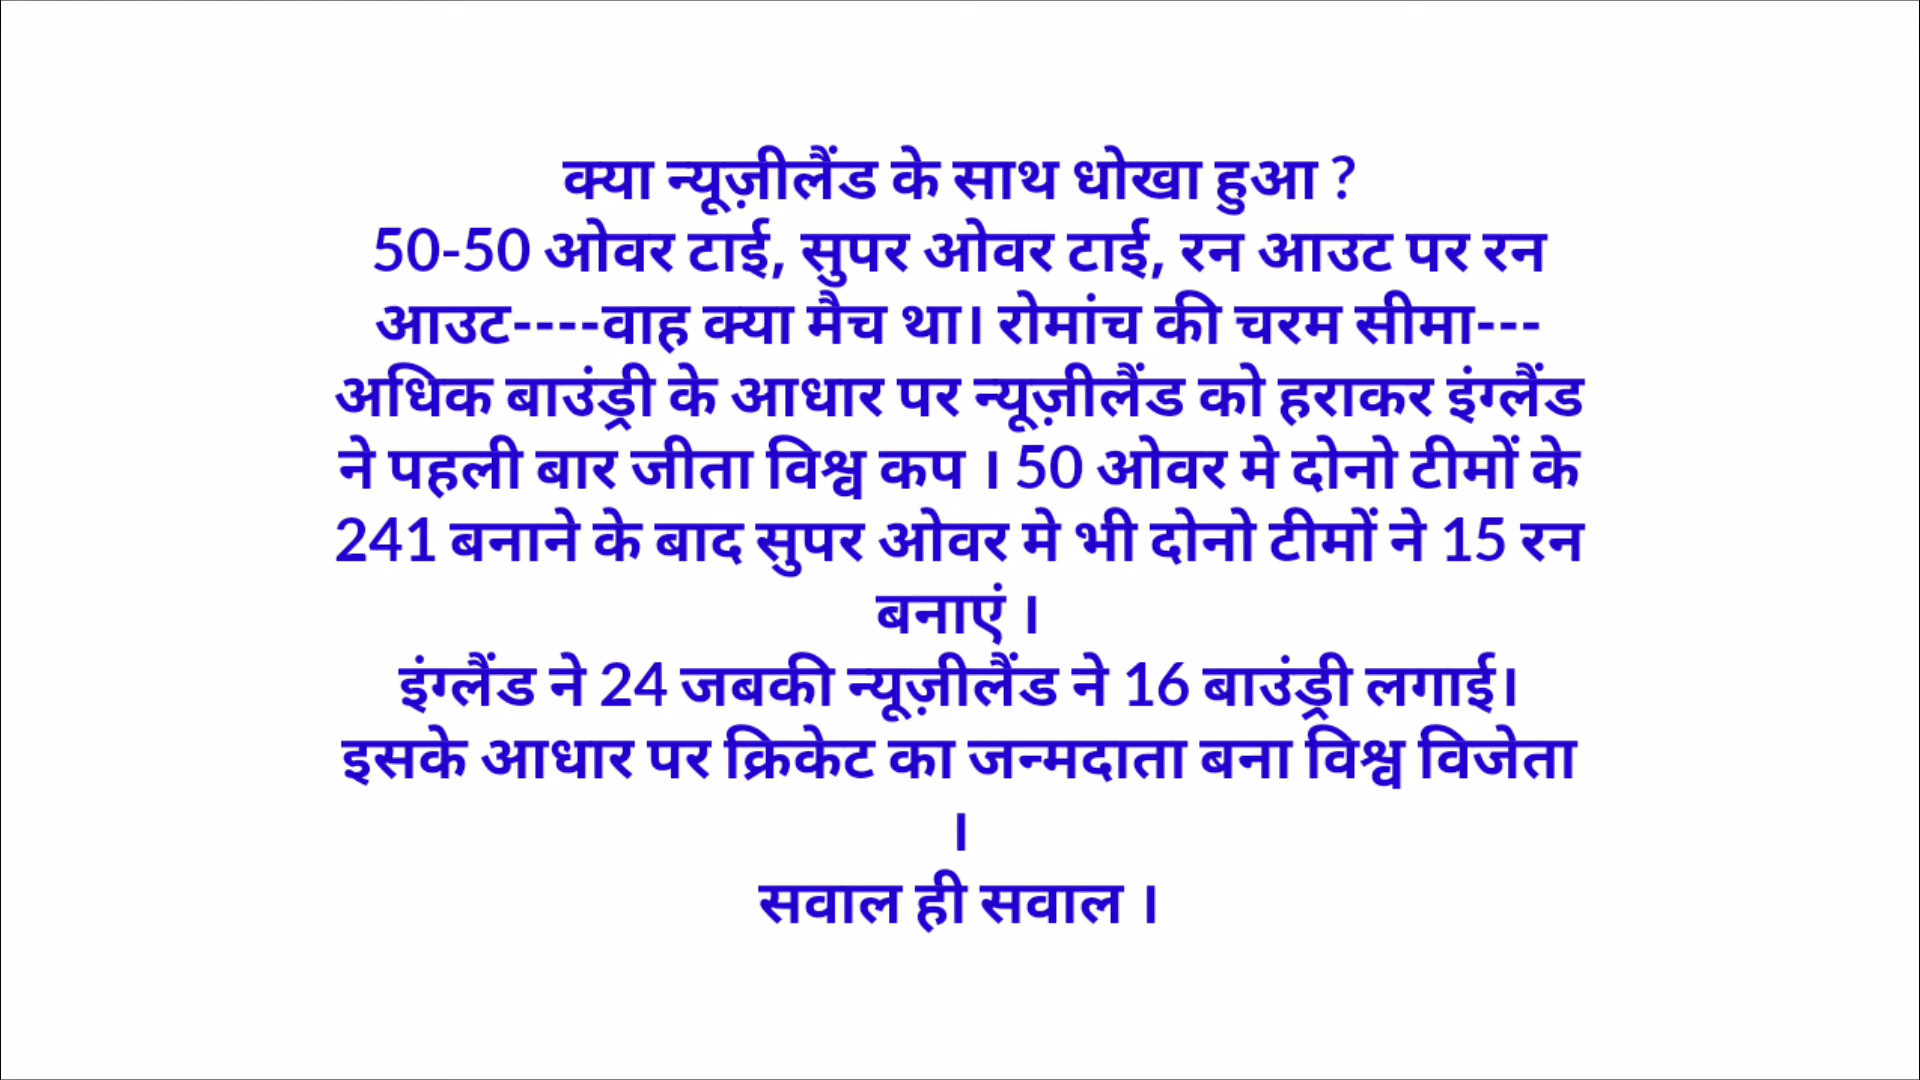 क्या न्यूज़ीलैंड के साथ धोखा हुआ ?
50-50 ओवर टाई, सुपर ओवर टाई, रन आउट पर रन
आउट----वाह क्या मैच था। रोमांच की चरम सीमा---
अधिक बाउंड्री के आधार पर न्यूज़ीलैंड को हराकर इंग्लैंड
ने पहली बार जीता विश्व कप । 50 ओवर मे दोनो टीमों के
241 बनाने के बाद सुपर ओवर मे भी दोनो टीमों ने 15 रन
बनाएं ।
इंग्लैंड ने 24 जबकी न्यूज़ीलैंड ने 16 बाउंड्री लगाई।
इसके आधार पर क्रिकेट का जन्मदाता बना विश्व विजेता
।
सवाल ही सवाल ।